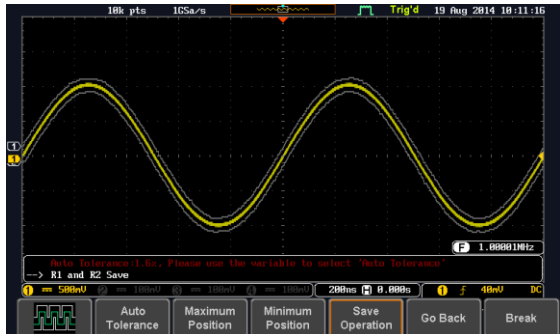 10k pts 1GSa/s Trig'd 19 Aug 2014 10:11:16
1
1
F 1.00001MHz
Auto Tolerance:1.6%, Please use the variable to select 'Auto Tolerance'
--> R1 and R2 Save
1 500mV 2 100mV 3 100mV 4 100mV 200ns H 0.000s 1 40mV DC
Auto Tolerance Maximum Position Minimum Position Save Operation Go Back Break